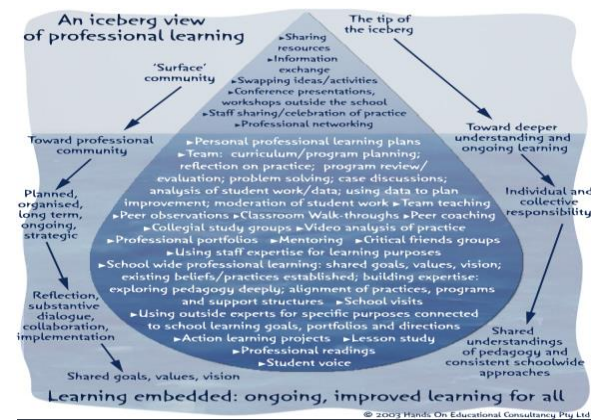 An iceberg view
of professional learning
The tip of
the iceberg
'Surface'
community
►Sharing
resources
►Information
exchange
►Swapping ideas/activities
►Conference presentations,
workshops outside the school
►Staff sharing/celebration of practice
►Professional networking
Toward professional
community
Toward deeper
understanding and
ongoing learning
►Personal professional learning plans
►Team: curriculum/program planning;
reflection on practice; program review/
evaluation; problem solving; case discussions;
analysis of student work/data; using data to plan
improvement; moderation of student work ►Team teaching
►Peer observations ►Classroom Walk-throughs ►Peer coaching
►Collegial study groups ►Video analysis of practice
►Professional portfolios ►Mentoring ►Critical friends groups
►Using staff expertise for learning purposes
►School wide professional learning: shared goals, values, vision;
existing beliefs/practices established; building expertise:
exploring pedagogy deeply; alignment of practices, programs
and support structures ►School visits
►Using outside experts for specific purposes connected
to school learning goals, portfolios and directions
►Action learning projects ►Lesson study
►Professional readings
►Student voice
Planned,
organised,
long term,
ongoing,
strategic
Individual and
collective
responsibility
Reflection,
substantive
dialogue,
collaboration,
implementation
Shared
understandings
of pedagogy and
consistent schoolwide
approaches
Shared goals, values, vision
Learning embedded: ongoing, improved learning for all
© 2003 Hands On Educational Consultancy Pty Ltd